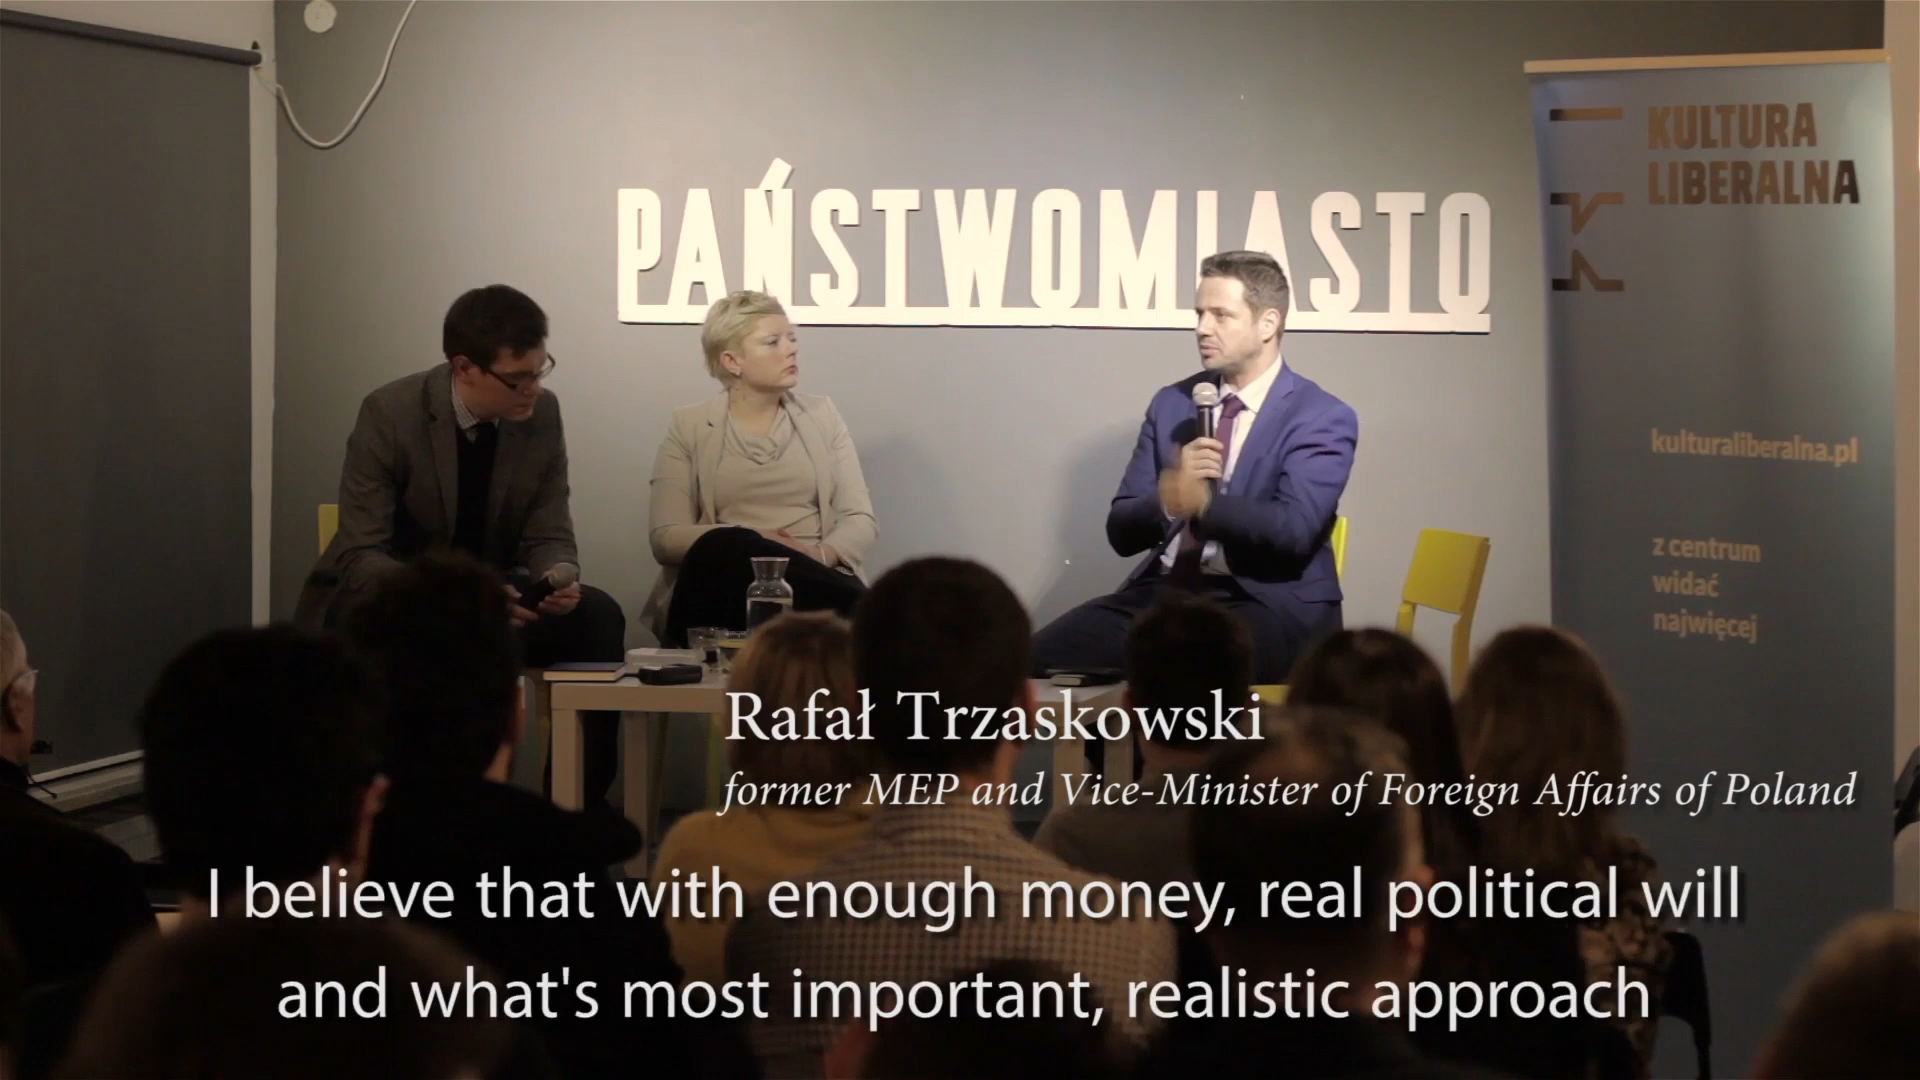 PAŃSTWOMIASTO
KULTURA
LIBERALNA
K
kulturaliberalna.pl
z centrum
widać
najwięcej
Rafał Trzaskowski
former MEP and Vice-Minister of Foreign Affairs of Poland
I believe that with enough money, real political will
and what's most important, realistic approach